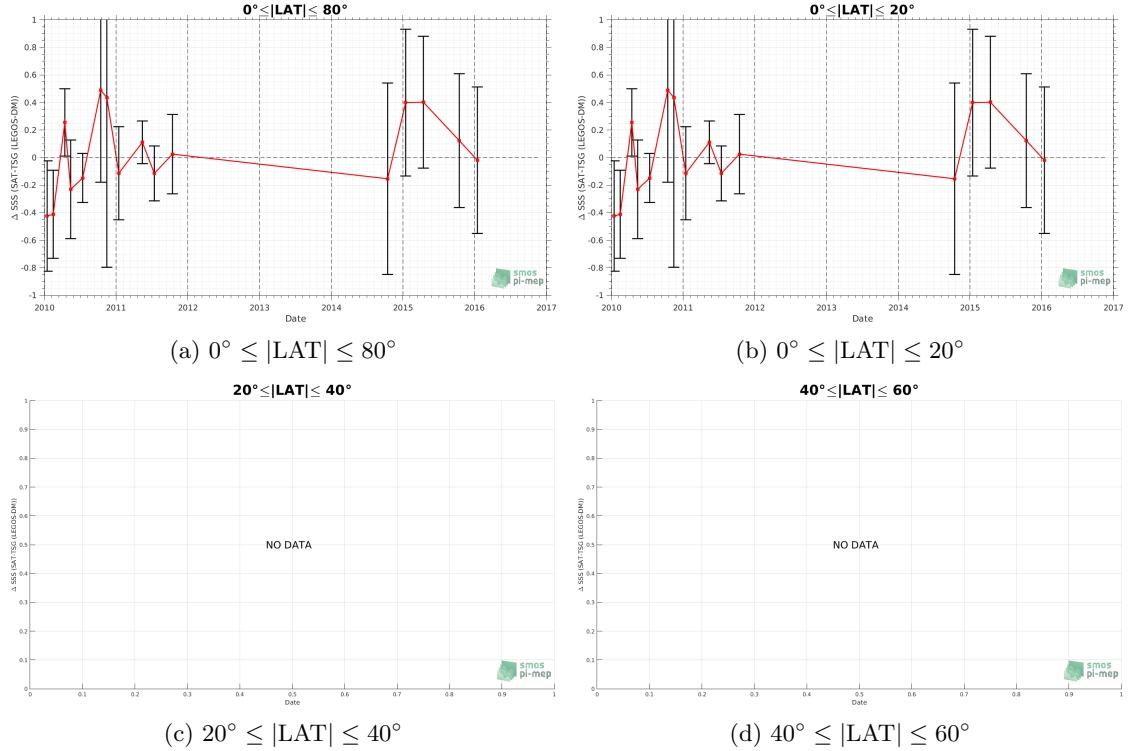 0°≤|LAT|≤ 80°
Δ SSS (SAT-TSG (LEGOS-DM))
1
0.8
0.6
0.4
0.2
0
-0.2
-0.4
-0.6
-0.8
-1
2010 2011 2012 2013 2014 2015 2016 2017
Date
smos
pi-mep
(a) 0° ≤ |LAT| ≤ 80°
0°≤|LAT|≤ 20°
Δ SSS (SAT-TSG (LEGOS-DM))
1
0.8
0.6
0.4
0.2
0
-0.2
-0.4
-0.6
-0.8
-1
2010 2011 2012 2013 2014 2015 2016 2017
Date
smos
pi-mep
(b) 0° ≤ |LAT| ≤ 20°
20°≤|LAT|≤ 40°
Δ SSS (SAT-TSG (LEGOS-DM))
1
0.9
0.8
0.7
0.6
0.5
0.4
0.3
0.2
0.1
0
NO DATA
0 0.1 0.2 0.3 0.4 0.5 0.6 0.7 0.8 0.9 1
Date
smos
pi-mep
(c) 20° ≤ |LAT| ≤ 40°
40°≤|LAT|≤ 60°
Δ SSS (SAT-TSG (LEGOS-DM))
1
0.9
0.8
0.7
0.6
0.5
0.4
0.3
0.2
0.1
0
NO DATA
0 0.1 0.2 0.3 0.4 0.5 0.6 0.7 0.8 0.9 1
Date
smos
pi-mep
(d) 40° ≤ |LAT| ≤ 60°